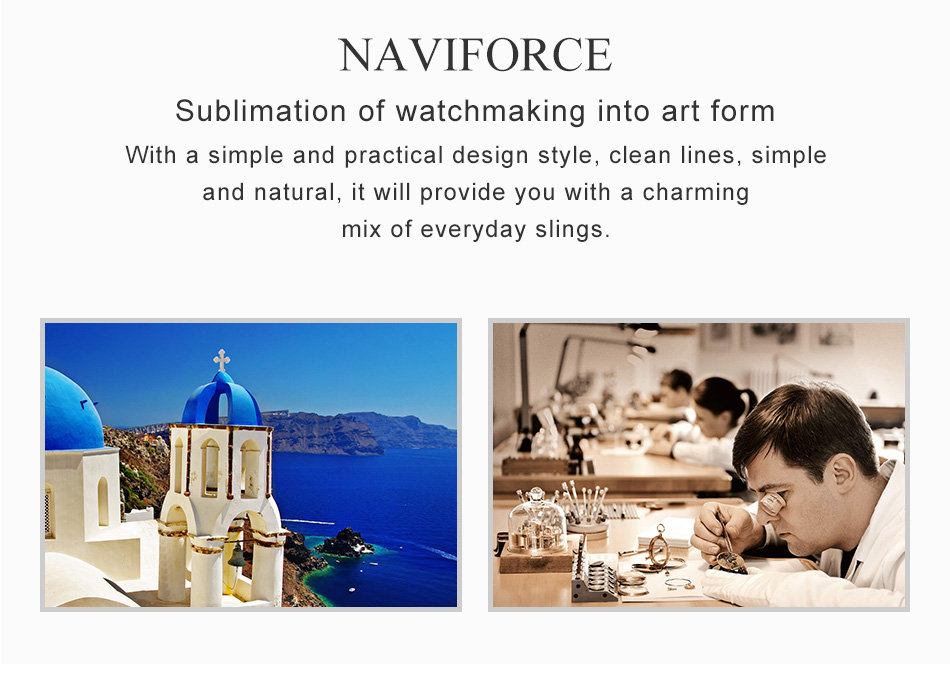 NAVIFORCE
Sublimation of watchmaking into art form
With a simple and practical design style, clean lines, simple
and natural, it will provide you with a charming
mix of everyday slings.